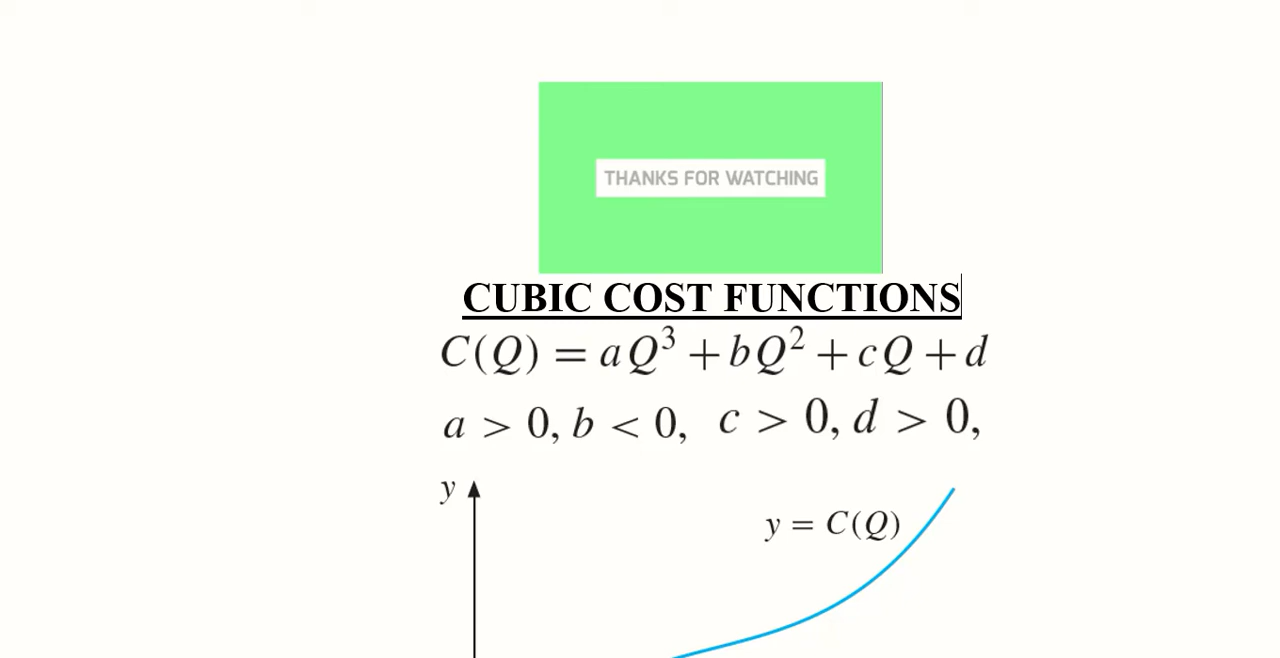 THANKS FOR WATCHING
CUBIC COST FUNCTIONS
C(Q) = aQ³ + bQ² + cQ + d
a > 0, b < 0, c > 0, d > 0,
y
y = C(Q)